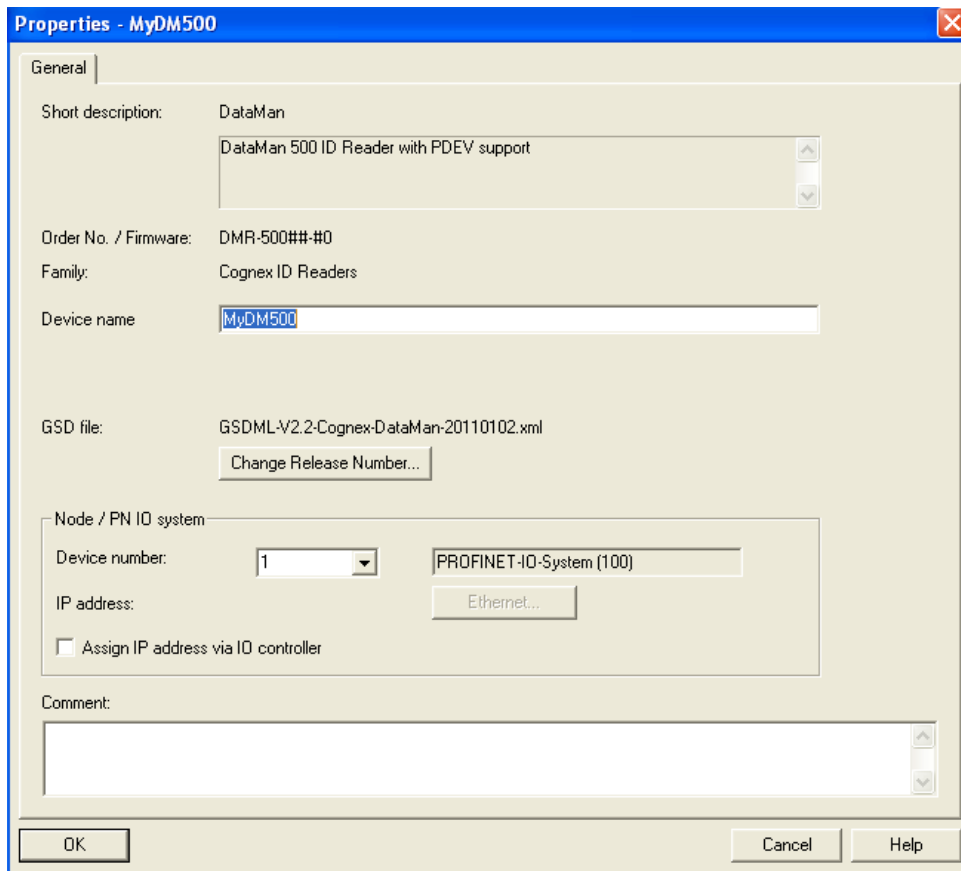 Properties - MyDM500
General
Short description: DataMan
DataMan 500 ID Reader with PDEV support
Order No. / Firmware: DMR-500##-#0
Family: Cognex ID Readers
Device name MyDM500
GSD file: GSDML-V2.2-Cognex-DataMan-20110102.xml
Change Release Number...
Node / PN IO system
Device number: 1 PROFINET-IO-System (100)
IP address: Ethernet...
Assign IP address via IO controller
Comment:
OK Cancel Help